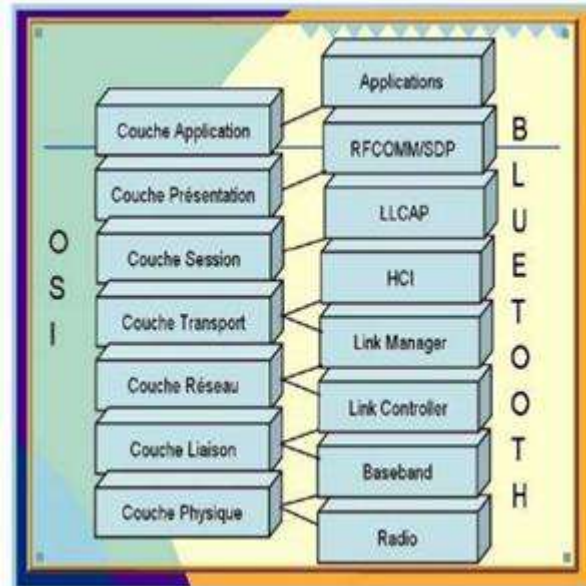 OSI
Couche Application
Couche Présentation
Couche Session
Couche Transport
Couche Réseau
Couche Liaison
Couche Physique
Applications
RFCOMM/SDP
LLCAP
HCI
Link Manager
Link Controller
Baseband
Radio
BLUETOOTH